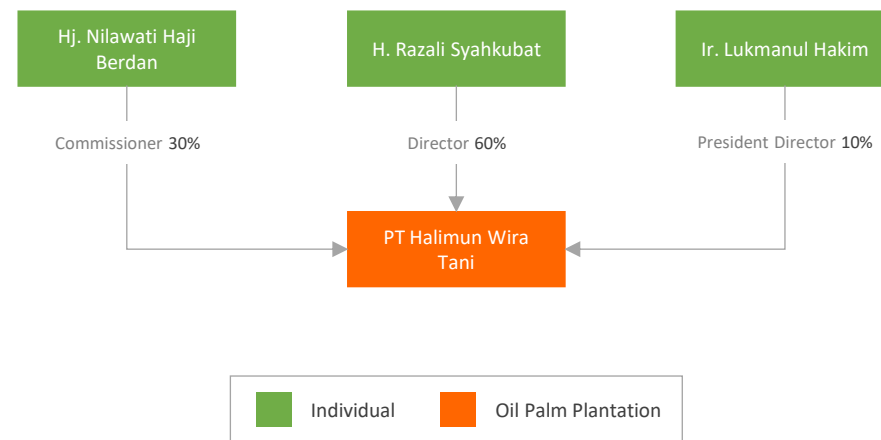 Hj. Nilawati Haji
Berdan
H. Razali Syahkubat
Ir. Lukmanul Hakim
Commissioner 30%
Director 60%
President Director 10%
PT Halimun Wira
Tani
Individual
Oil Palm Plantation